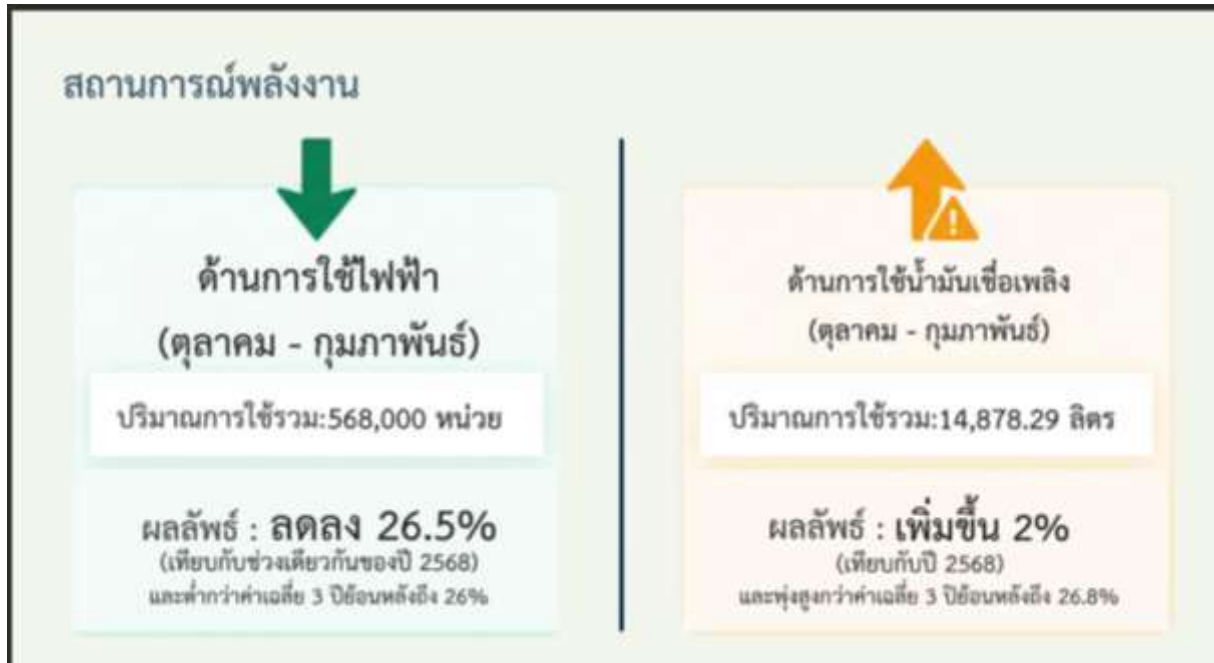 สถานการณ์พลังงาน
ด้านการใช้ไฟฟ้า
(ตุลาคม - กุมภาพันธ์)
ปริมาณการใช้รวม:568,000 หน่วย
ผลลัพธ์ : ลดลง 26.5%
(เทียบกับช่วงเดียวกันของปี 2568)
และต่ำกว่าค่าเฉลี่ย 3 ปีย้อนหลังถึง 26%
ด้านการใช้น้ำมันเชื่อเพลิง
(ตุลาคม - กุมภาพันธ์)
ปริมาณการใช้รวม:14,878.29 ลิตร
ผลลัพธ์ : เพิ่มขึ้น 2%
(เทียบกับปี 2568)
และพุ่งสูงกว่าค่าเฉลี่ย 3 ปีย้อนหลังถึง 26.8%